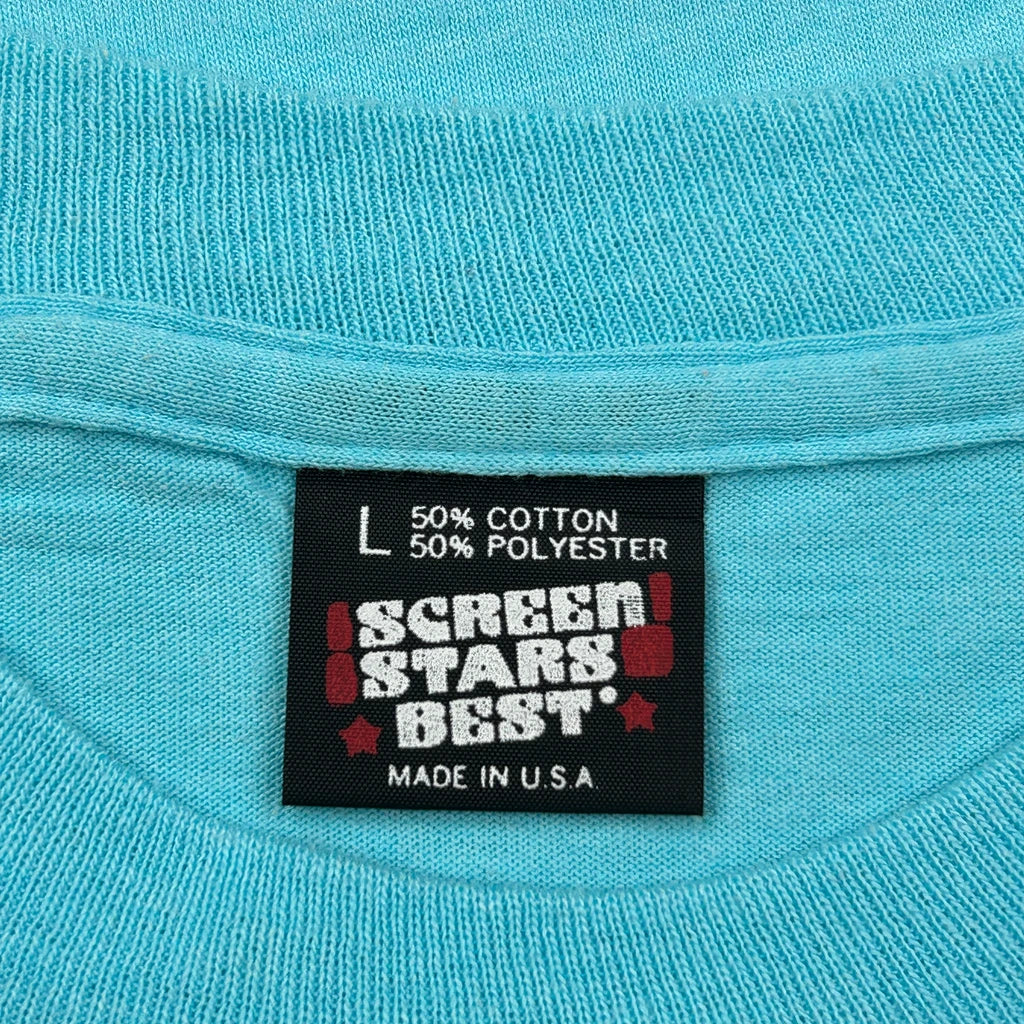 L 50% COTTON
50% POLYESTER
SCREEN
STARS
BEST
MADE IN U.S.A